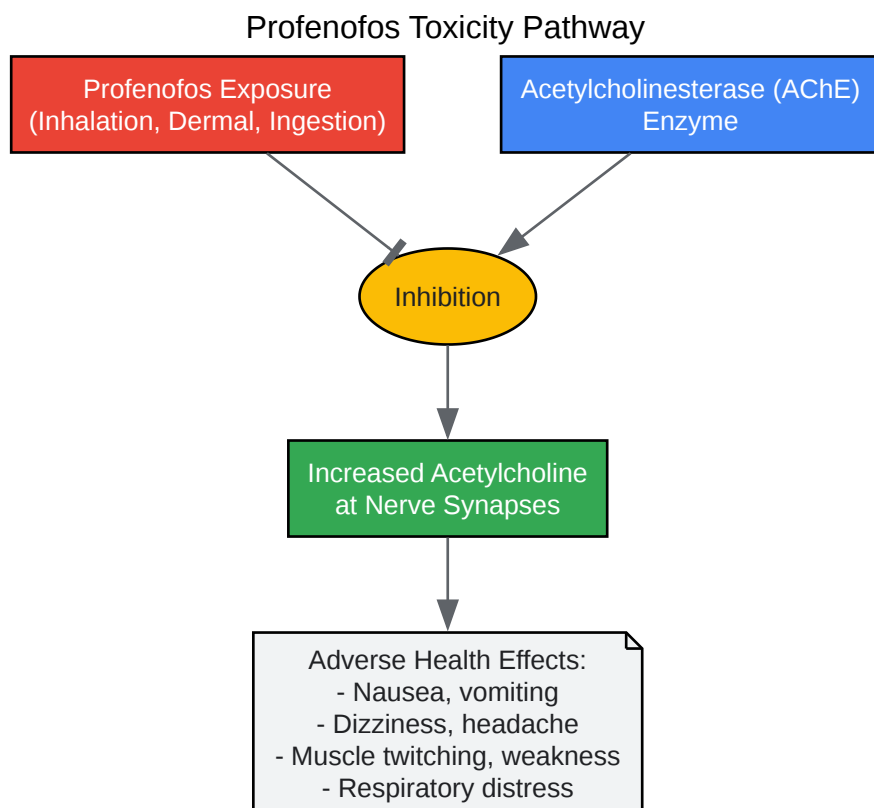 Profenofos Toxicity Pathway
Profenofos Exposure
(Inhalation, Dermal, Ingestion)
Acetylcholinesterase (AChE)
Enzyme
Inhibition
Increased Acetylcholine
at Nerve Synapses
Adverse Health Effects:
- Nausea, vomiting
- Dizziness, headache
- Muscle twitching, weakness
- Respiratory distress